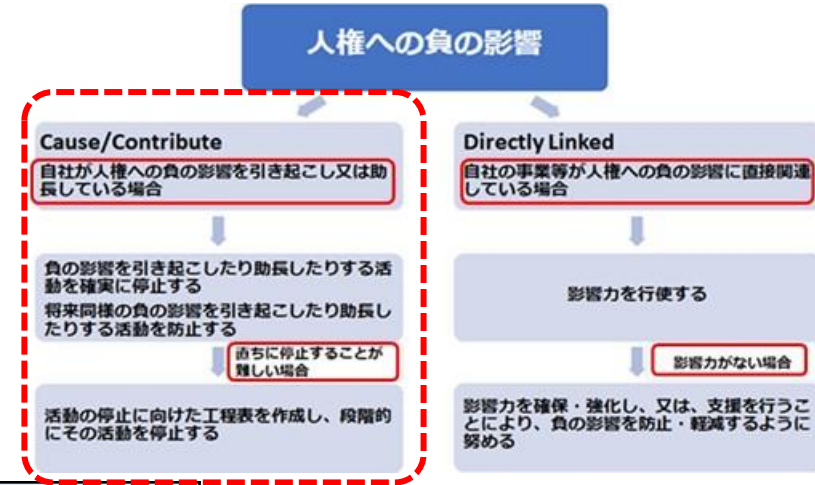 人権への負の影響
Cause/Contribute
自社が人権への負の影響を引き起こし又は助
長している場合
負の影響を引き起こしたり助長したりする活
動を確実に停止する
将来同様の負の影響を引き起こしたり助長し
たりする活動を防止する
直ちに停止することが
難しい場合
活動の停止に向けた工程表を作成し、段階的
にその活動を停止する
Directly Linked
自社の事業等が人権への負の影響に直接関連
している場合
影響力を行使する
影響力がない場合
影響力を確保・強化し、又は、支援を行うこ
とにより、負の影響を防止・軽減するように
努める